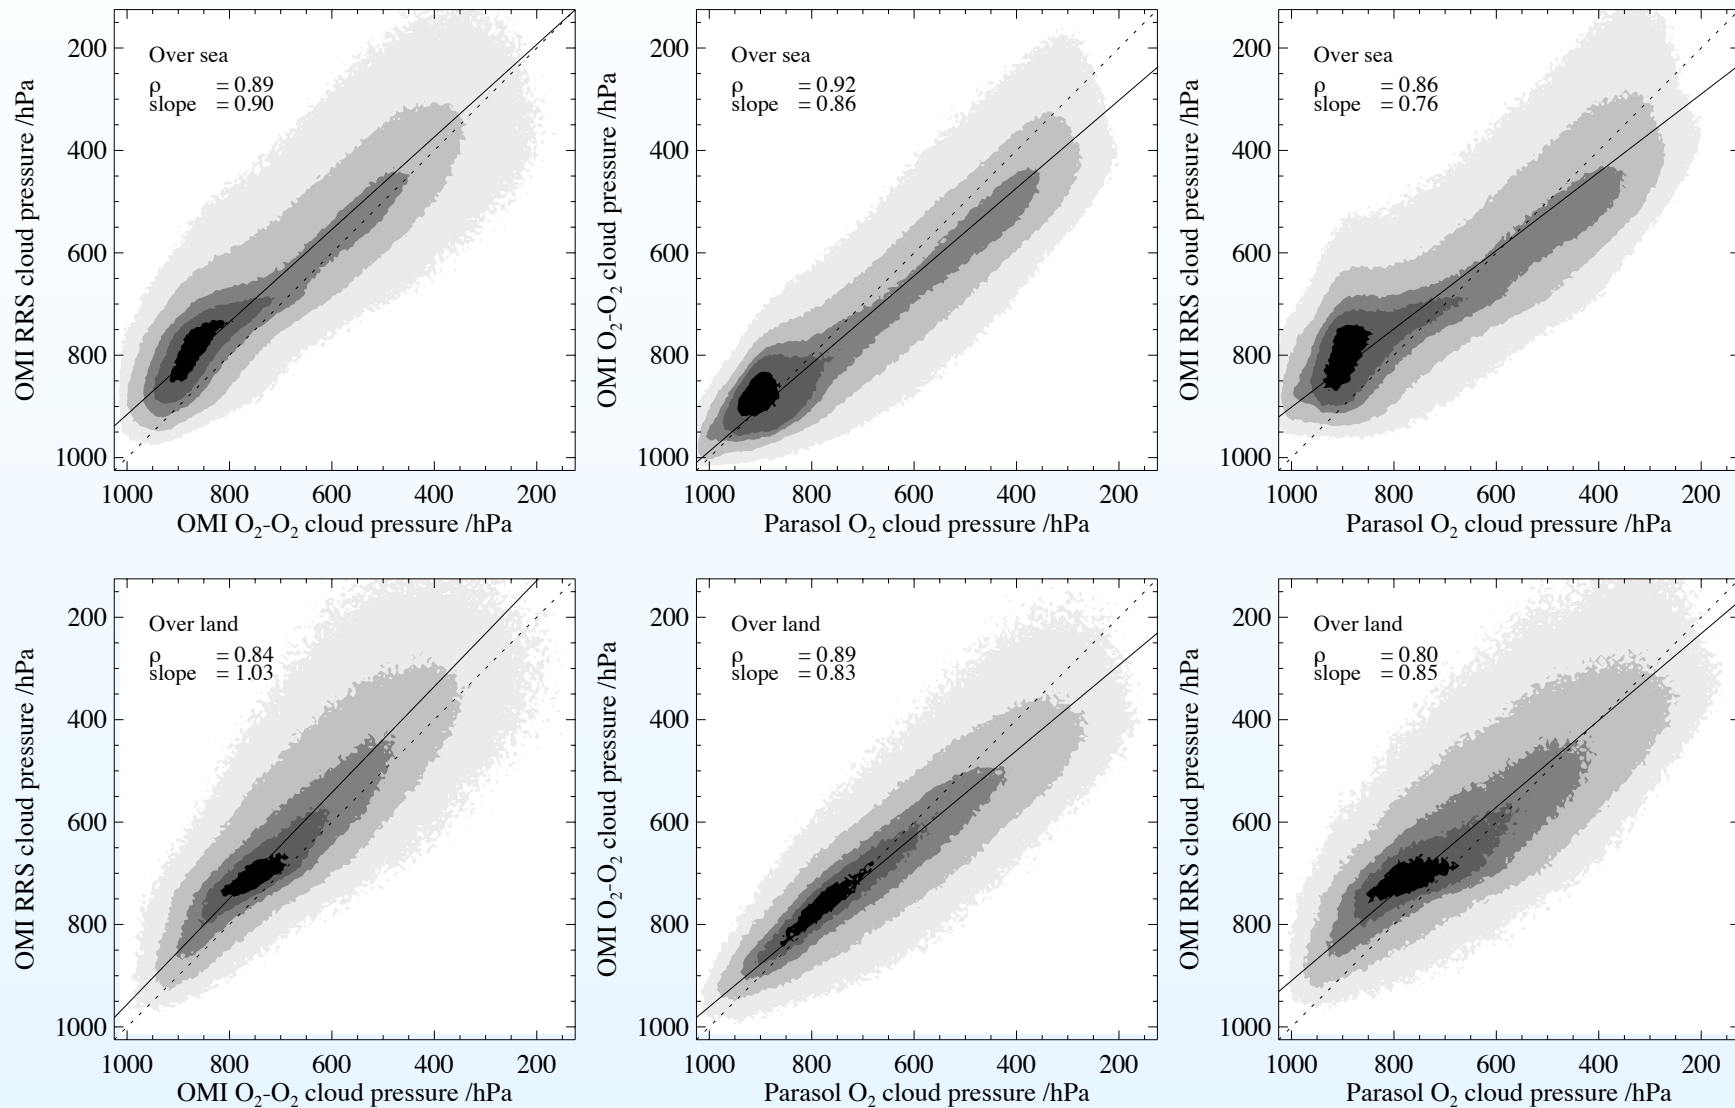 OMI RRS cloud pressure /hPa
200
400
600
800
1000
Over sea
ρ = 0.89
slope = 0.90
1000 800 600 400 200
OMI O₂-O₂ cloud pressure /hPa
OMI O₂-O₂ cloud pressure /hPa
200
400
600
800
1000
Over sea
ρ = 0.92
slope = 0.86
1000 800 600 400 200
Parasol O₂ cloud pressure /hPa
OMI RRS cloud pressure /hPa
200
400
600
800
1000
Over sea
ρ = 0.86
slope = 0.76
1000 800 600 400 200
Parasol O₂ cloud pressure /hPa
OMI RRS cloud pressure /hPa
200
400
600
800
1000
Over land
ρ = 0.84
slope = 1.03
1000 800 600 400 200
OMI O₂-O₂ cloud pressure /hPa
OMI O₂-O₂ cloud pressure /hPa
200
400
600
800
1000
Over land
ρ = 0.89
slope = 0.83
1000 800 600 400 200
Parasol O₂ cloud pressure /hPa
OMI RRS cloud pressure /hPa
200
400
600
800
1000
Over land
ρ = 0.80
slope = 0.85
1000 800 600 400 200
Parasol O₂ cloud pressure /hPa